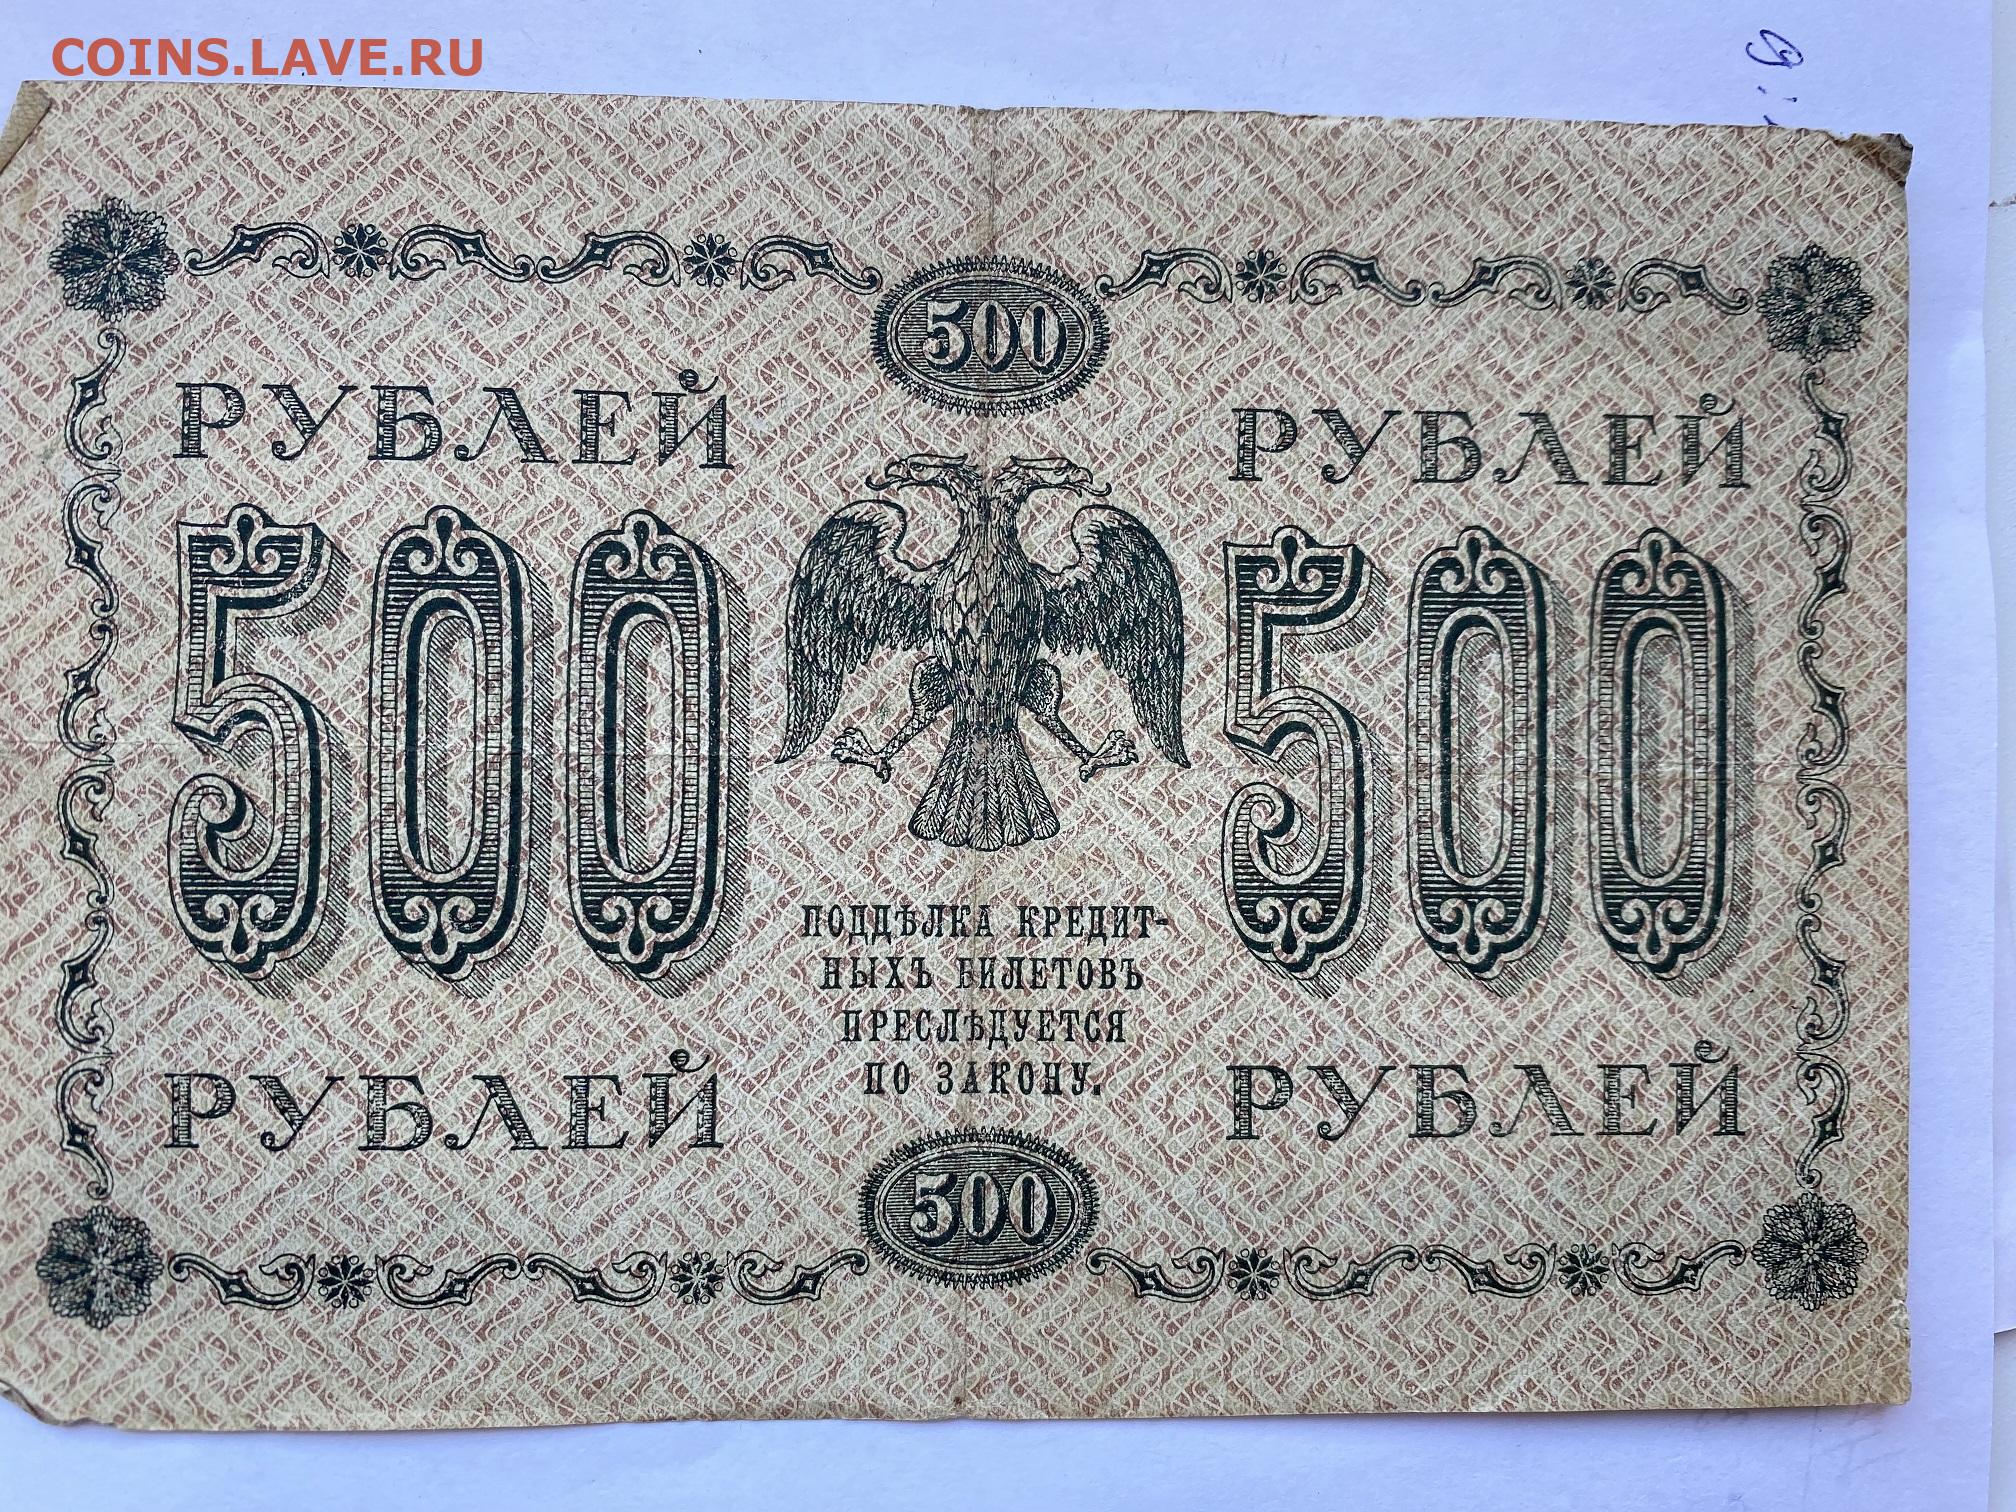 COINS.LAVE.RU
500
РУБЛЕЙ РУБЛЕЙ
500 500
ПОДДѢЛКА КРЕДИТ-
НЫХЪ БИЛЕТОВЪ
ПРЕСЛѢДУЕТСЯ
ПО ЗАКОНУ.
РУБЛЕЙ РУБЛЕЙ
500